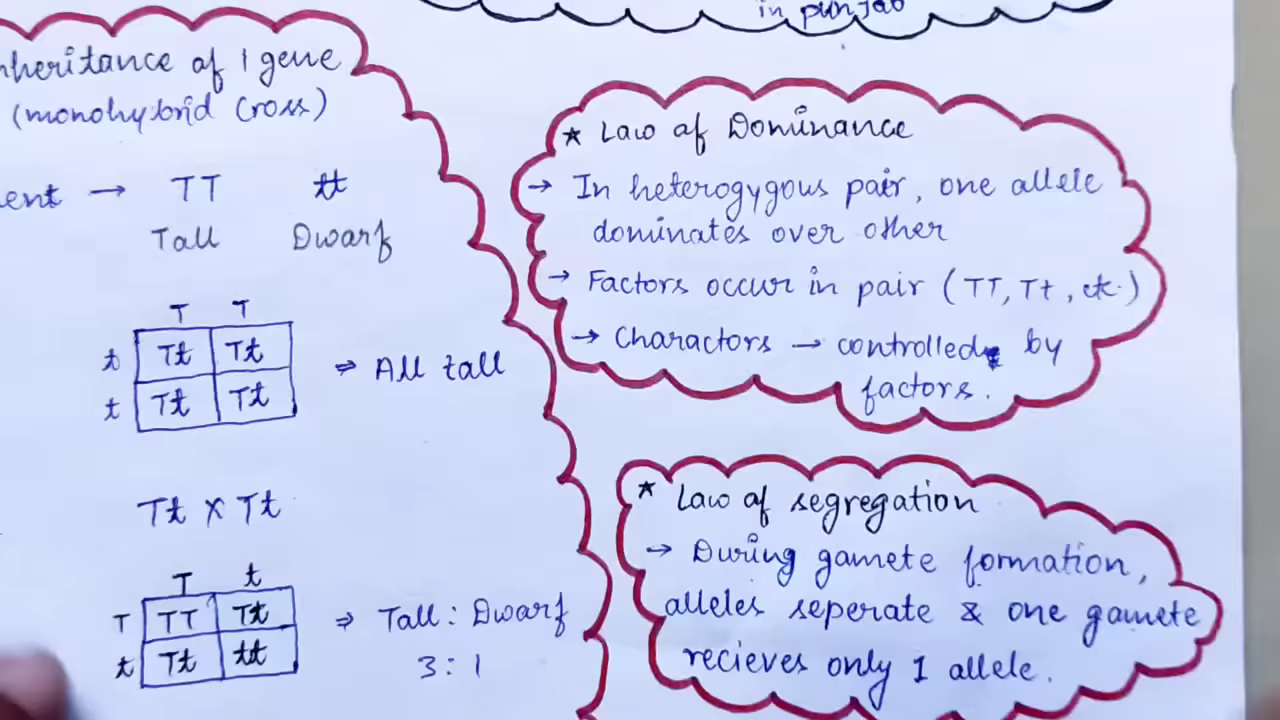 in punjab
nheritance of 1 gene
(monohybrid Cross)
ent → TT tt
Tall Dwarf
T T
t Tt Tt
t Tt Tt
⇒ All tall
Tt X Tt
T t
T TT Tt
t Tt tt
⇒ Tall : Dwarf
3 : 1
★ Law of Dominance
→ In heterogygous pair, one allele
dominates over other
→ Factors occur in pair (TT, Tt, etc.)
→ Charactors → controlled by
factors.
★ Law of segregation
→ During gamete formation,
alleles seperate & one gamete
recieves only 1 allele.